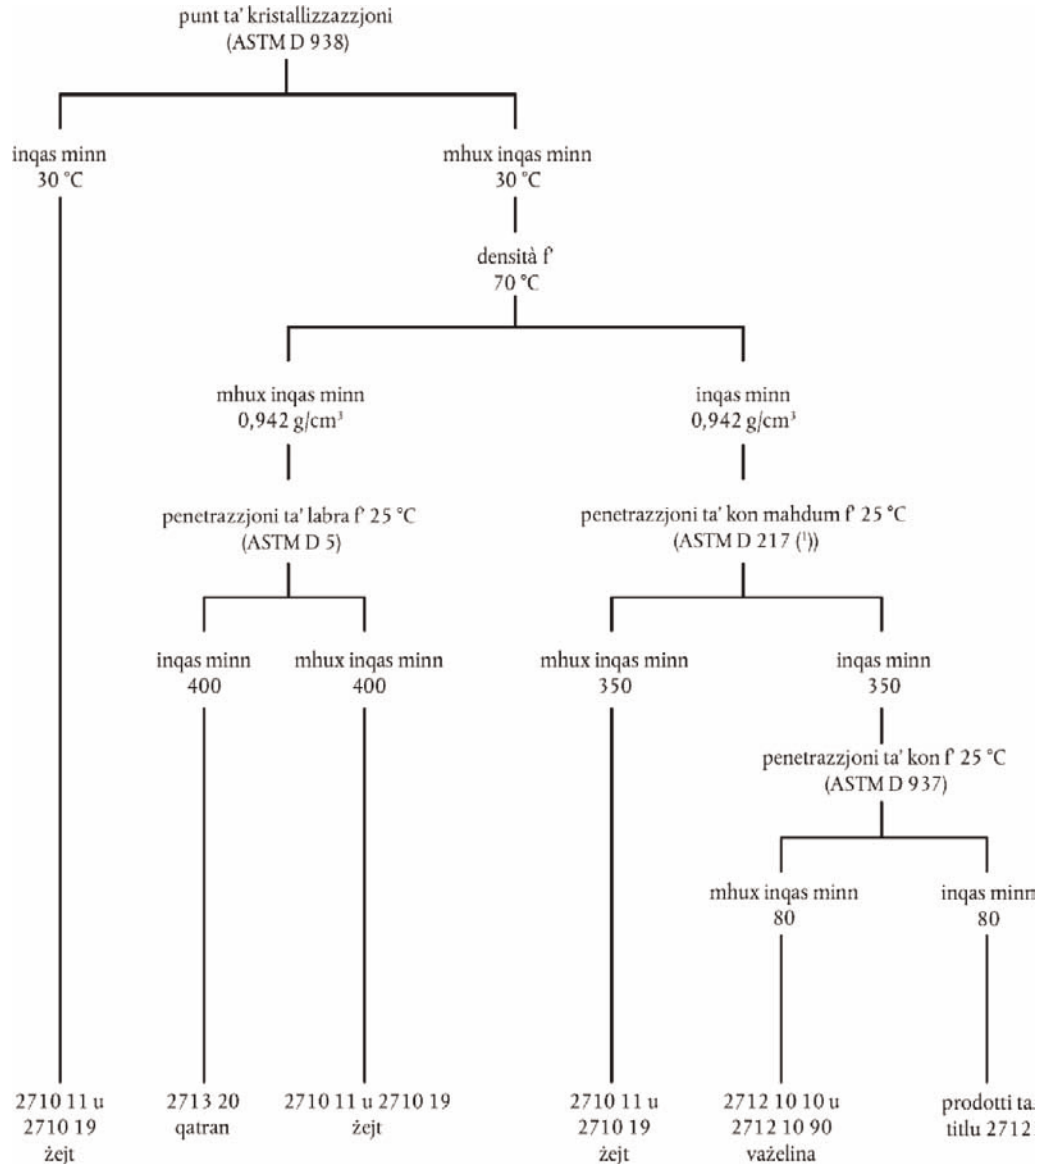 punt ta' kristallizzazzjoni
(ASTM D 938)
inqas minn
30 °C
mhux inqas minn
30 °C
densità f'
70 °C
mhux inqas minn
0,942 g/cm³
inqas minn
0,942 g/cm³
penetrazzjoni ta' labra f' 25 °C
(ASTM D 5)
penetrazzjoni ta' kon mahdum f' 25 °C
(ASTM D 217 (¹))
inqas minn
400
mhux inqas minn
400
mhux inqas minn
350
inqas minn
350
penetrazzjoni ta' kon f' 25 °C
(ASTM D 937)
mhux inqas minn
80
inqas minn
80
2710 11 u
2710 19
żejt
2713 20
qatran
2710 11 u 2710 19
żejt
2710 11 u
2710 19
żejt
2712 10 10 u
2712 10 90
vażelina
prodotti ta.
titlu 2712